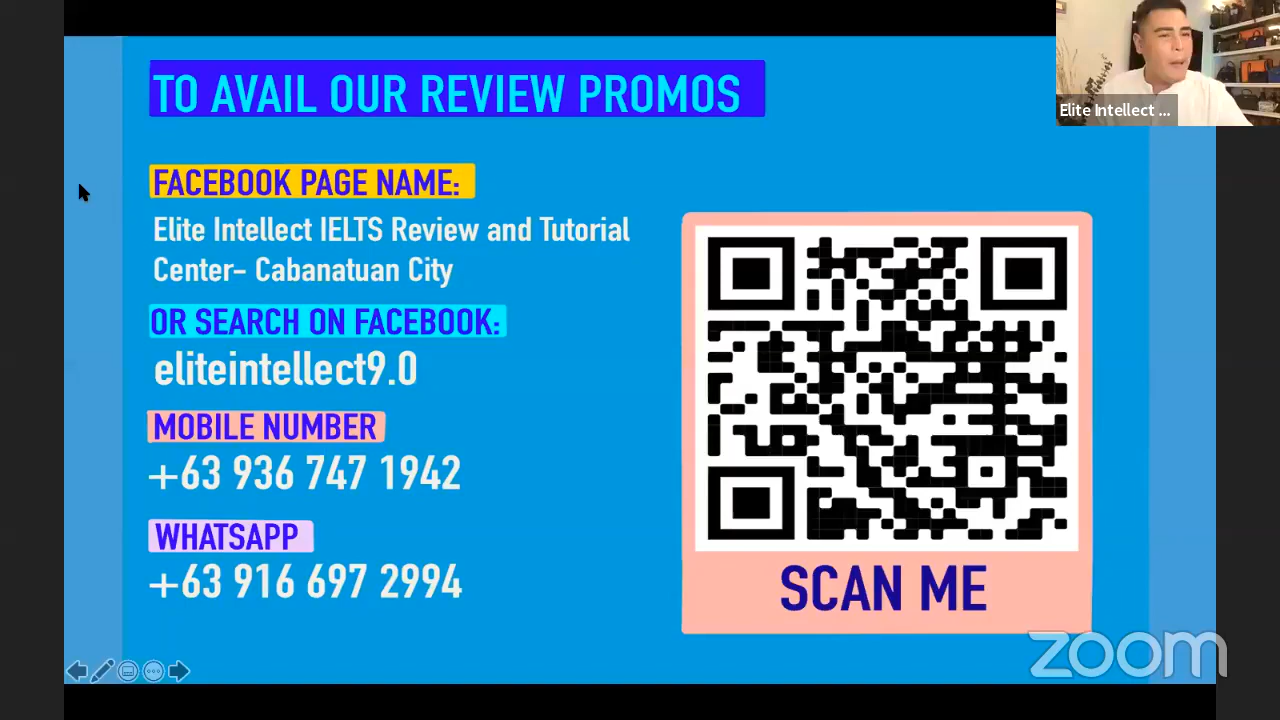 TO AVAIL OUR REVIEW PROMOS
Elite Intellect ...
FACEBOOK PAGE NAME:
Elite Intellect IELTS Review and Tutorial
Center- Cabanatuan City
OR SEARCH ON FACEBOOK:
eliteintellect9.0
MOBILE NUMBER
+63 936 747 1942
WHATSAPP
+63 916 697 2994
SCAN ME
zoom